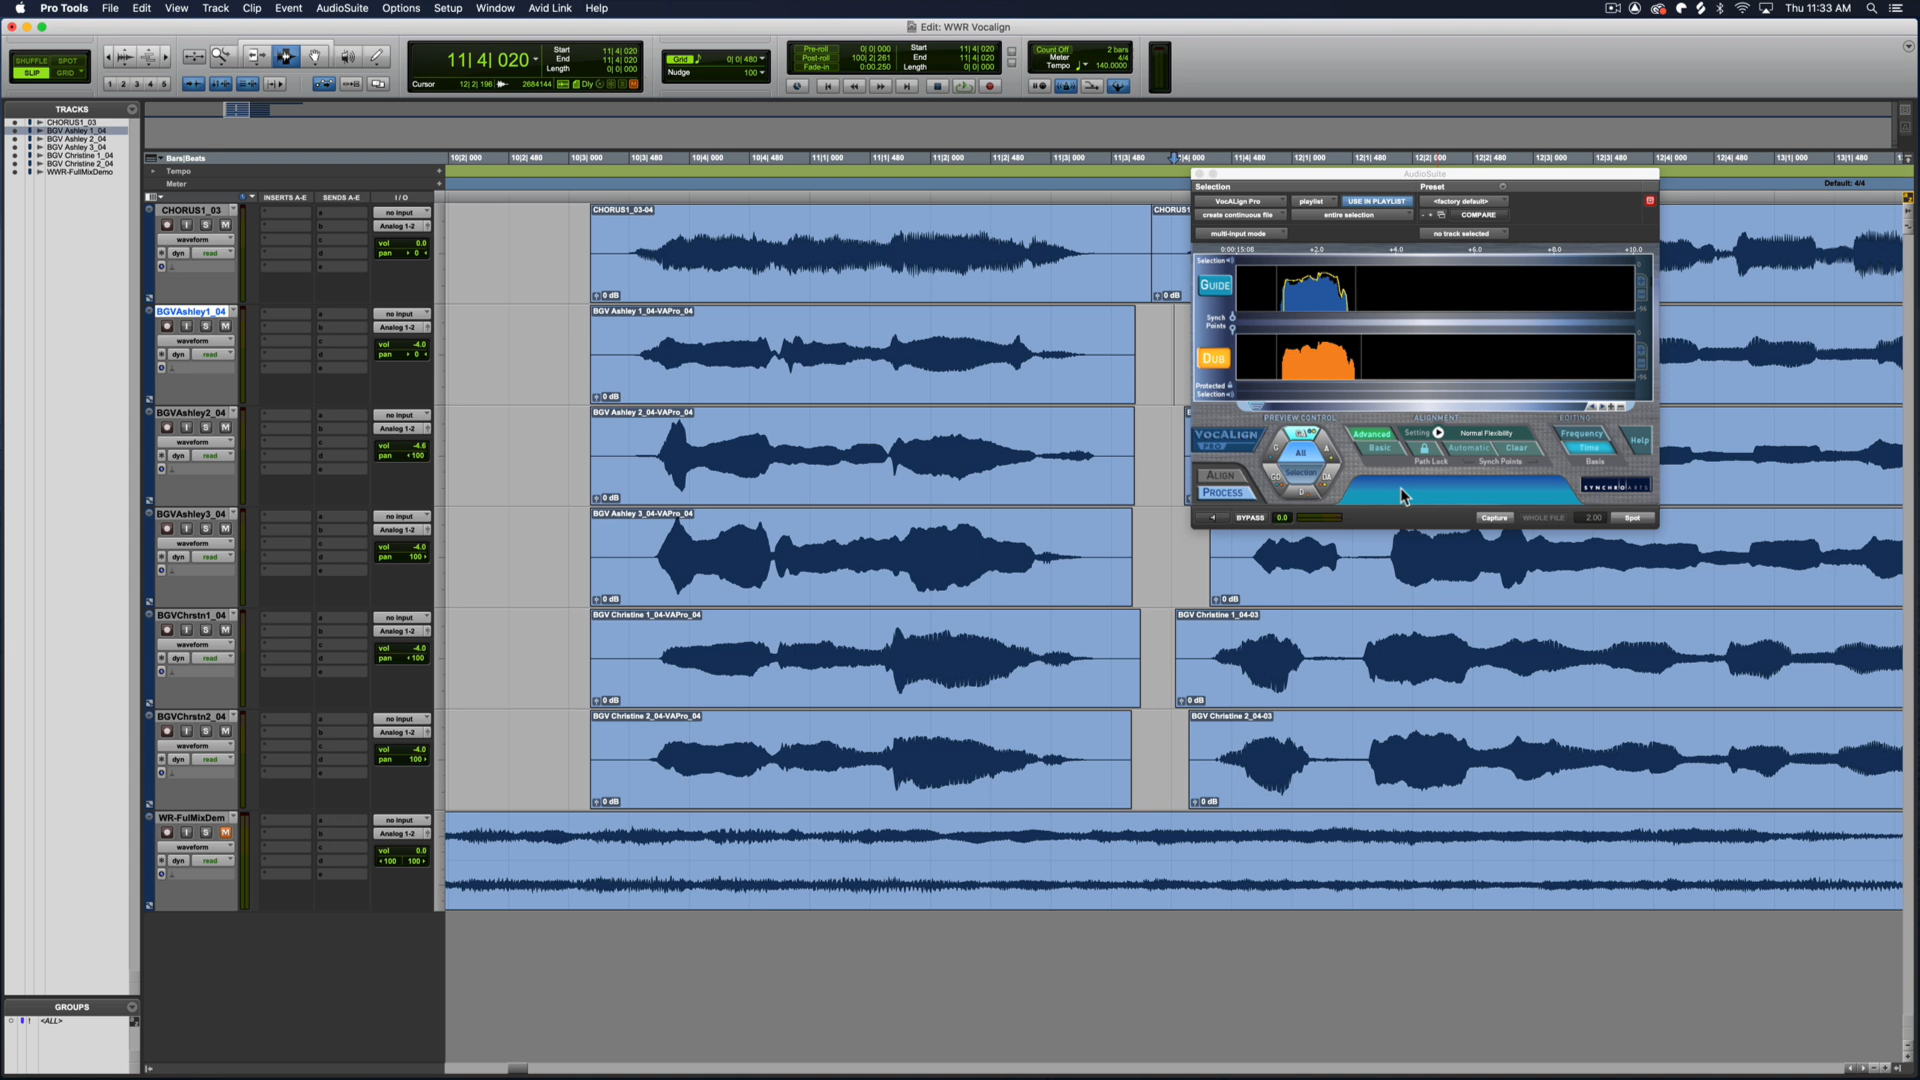 Pro Tools File Edit View Track Clip Event AudioSuite Options Setup Window Avid Link Help Thu 11:33 AM
Edit: WWR Vocalign
SHUFFLE SPOT
SLIP GRID
1 2 3 4 5
11| 4| 020
Start 11| 4| 020
End 11| 4| 020
Length 0| 0| 000
Cursor 12| 2| 196 2684144 Dly
Grid 0| 0| 480
Nudge 100
Pre-roll 0| 0| 000
Post-roll 100| 2| 261
Fade-in 0:00.250
Start 11| 4| 020
End 11| 4| 020
Length 0| 0| 000
Count Off 2 bars
Meter 4/4
Tempo 140.0000
TRACKS
CHORUS1_03
BGV Ashley 1_04
BGV Ashley 2_04
BGV Ashley 3_04
BGV Christine 1_04
BGV Christine 2_04
WWR-FullMixDemo
Bars|Beats
10|2| 000 10|2| 480 10|3| 000 10|3| 480 10|4| 000 10|4| 480 11|1| 000 11|1| 480 11|2| 000 11|2| 480 11|3| 000 11|3| 480 |4| 000 11|4| 480 12|1| 000 12|1| 480 12|2| 000 12|2| 480 12|3| 000 12|3| 480 12|4| 000 12|4| 480 13|1| 000 13|1| 480
Tempo
Meter
Default: 4/4
INSERTS A-E SENDS A-E I / O
CHORUS1_03
I S M
waveform
dyn read
a
b
c
d
e
no input
Analog 1-2
vol 0.0
pan 0
CHORUS1_03-04
CHORUS1
0 dB
0 dB
BGVAshley1_04
I S M
waveform
dyn read
a
b
c
d
e
no input
Analog 1-2
vol -4.0
pan 0
BGV Ashley 1_04-VAPro_04
0 dB
BGVAshley2_04
I S M
waveform
dyn read
a
b
c
d
e
no input
Analog 1-2
vol -4.6
pan 100
BGV Ashley 2_04-VAPro_04
0 dB
BGVAshley3_04
I S M
waveform
dyn read
a
b
c
d
e
no input
Analog 1-2
vol -4.0
pan 100
BGV Ashley 3_04-VAPro_04
0 dB
0 dB
BGVChrstn1_04
I S M
waveform
dyn read
a
b
c
d
e
no input
Analog 1-2
vol -4.0
pan 100
BGV Christine 1_04-VAPro_04
BGV Christine 1_04-03
0 dB
0 dB
BGVChrstn2_04
I S M
waveform
dyn read
a
b
c
d
e
no input
Analog 1-2
vol -4.0
pan 100
BGV Christine 2_04-VAPro_04
BGV Christine 2_04-03
0 dB
0 dB
WR-FulMixDem
I S M
waveform
dyn read
a
b
c
d
e
no input
Analog 1-2
vol 0.0
100 100
AudioSuite
Selection Preset
VocALign Pro playlist USE IN PLAYLIST <factory default>
create continuous file entire selection - + COMPARE
multi-input mode no track selected
0:00:15:08 +2.0 +4.0 +6.0 +8.0 +10.0
Selection
GUIDE
0
-96
Synch
Points
DUB
0
-96
Protected
Selection
PREVIEW CONTROL ALIGNMENT EDITING
VOCALIGN
PRO
GA
G
A
All
Selection
GD
DA
D
Advanced Setting Normal Flexibility
Basic Automatic Clear
Path Lock Synch Points
Frequency
Time
Basis
Help
ALIGN
PROCESS
SYNCHROARTS
BYPASS 0.0 Capture WHOLE FILE 2.00 Spot
GROUPS
! <ALL>